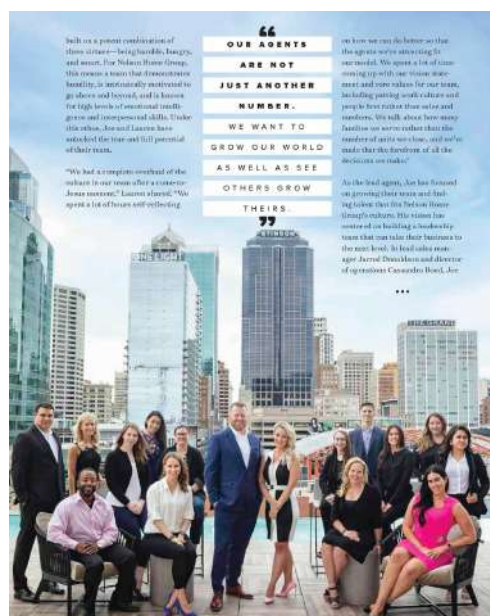 built on a potent combination of
three virtues—being humble, hungry,
and smart. For Nelson Home Group,
this means a team that demonstrates
humility, is intrinsically motivated to
go above and beyond, and is known
for high levels of emotional intelli-
gence and interpersonal skills. Under
this ethos, Joe and Lauren have
unlocked the true and full potential
of their team.
"We had a complete overhaul of the
culture in our team after a come-to-
Jesus moment," Lauren shared. "We
spent a lot of hours self-reflecting
“
OUR AGENTS
ARE NOT
JUST ANOTHER
NUMBER.
WE WANT TO
GROW OUR WORLD
AS WELL AS SEE
OTHERS GROW
THEIRS.
”
on how we can do better so that
the agents we're attracting fit
our model. We spent a lot of time
coming up with our vision state-
ment and core values for our team,
including putting work culture and
people first rather than sales and
numbers. We talk about how many
families we serve rather than the
number of units we close, and we've
made that the forefront of all the
decisions we make."
As the lead agent, Joe has focused
on growing their team and find-
ing talent that fits Nelson Home
Group's culture. His vision has
centered on building a leadership
team that can take their business to
the next level. In lead sales man-
ager Jarrod Donaldson and director
of operations Cassandra Boed, Joe
•••
THE LIGHT
STINSON
THE GRAND